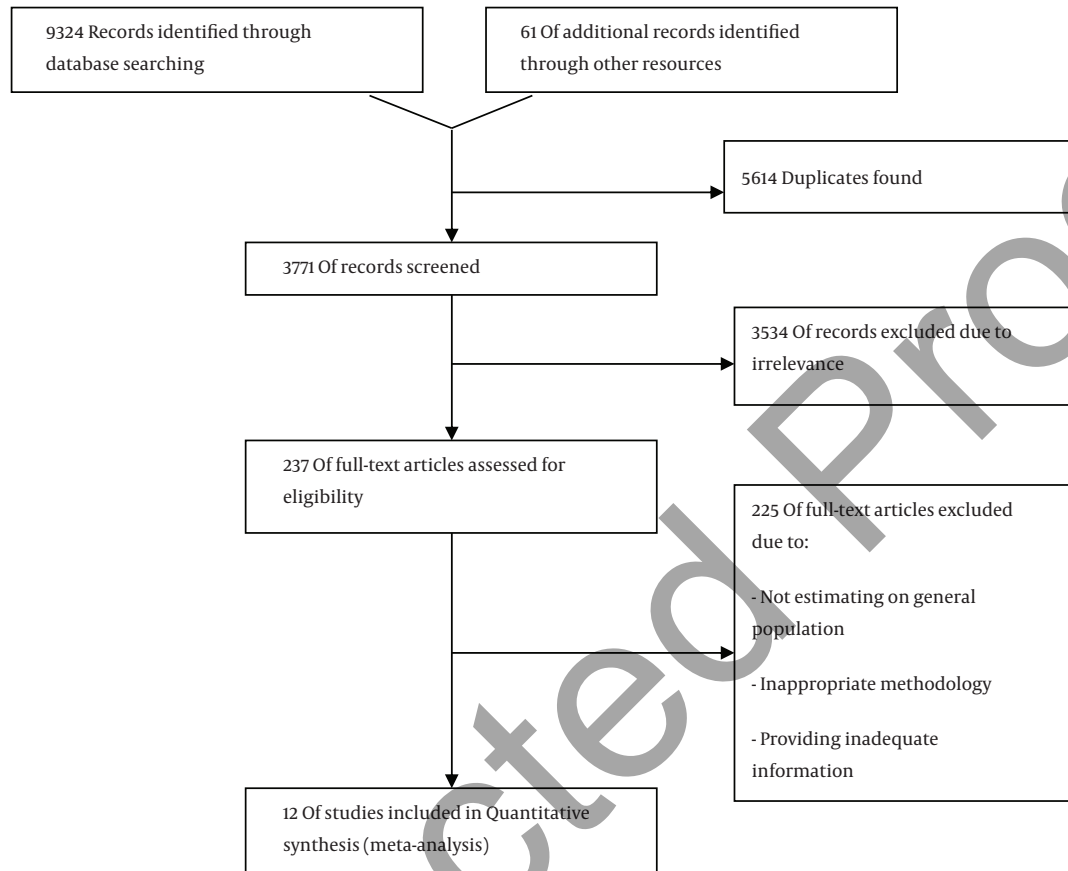 9324 Records identified through
database searching
61 Of additional records identified
through other resources
5614 Duplicates found
3771 Of records screened
3534 Of records excluded due to
irrelevance
237 Of full-text articles assessed for
eligibility
225 Of full-text articles excluded
due to:
- Not estimating on general
population
- Inappropriate methodology
- Providing inadequate
information
12 Of studies included in Quantitative
synthesis (meta-analysis)
cted Pro